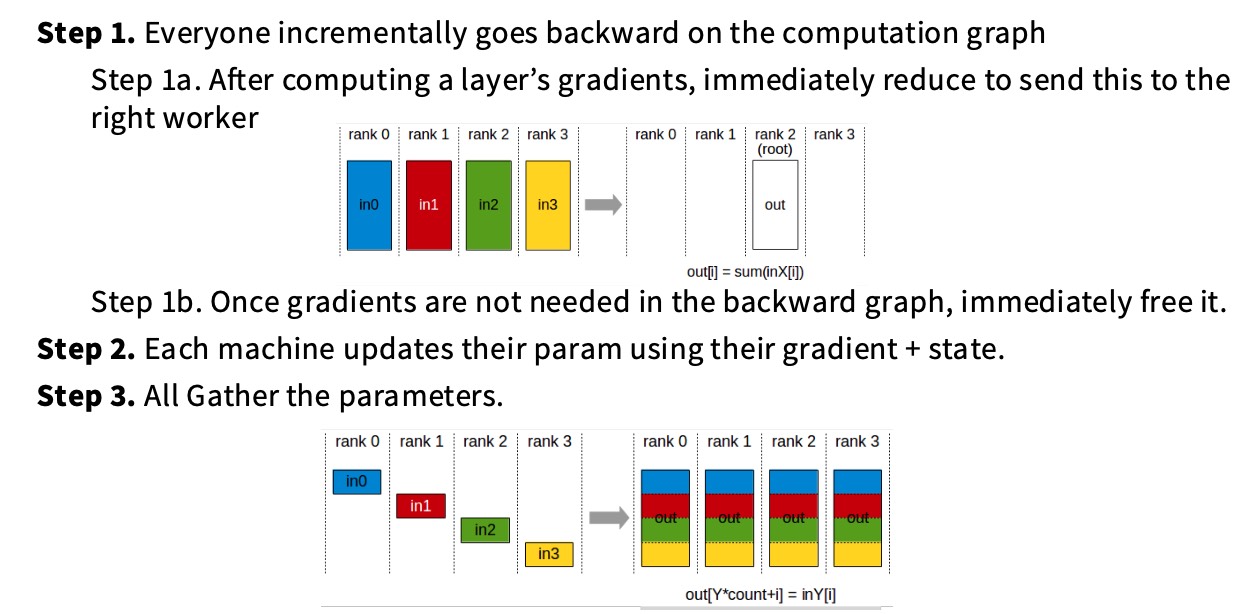 Step 1. Everyone incrementally goes backward on the computation graph
Step 1a. After computing a layer’s gradients, immediately reduce to send this to the
right worker
rank 0 rank 1 rank 2 rank 3 rank 0 rank 1 rank 2 rank 3
(root)
in0 in1 in2 in3 out
out[i] = sum(inX[i])
Step 1b. Once gradients are not needed in the backward graph, immediately free it.
Step 2. Each machine updates their param using their gradient + state.
Step 3. All Gather the parameters.
rank 0 rank 1 rank 2 rank 3 rank 0 rank 1 rank 2 rank 3
in0
in1
out out out out
in2
in3
out[Y*count+i] = inY[i]